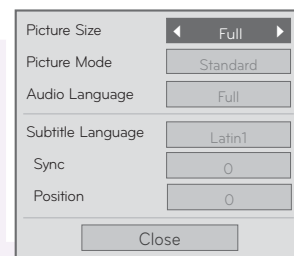 Picture Size ◀ Full ▶
Picture Mode Standard
Audio Language Full
Subtitle Language Latin1
Sync 0
Position 0
Close